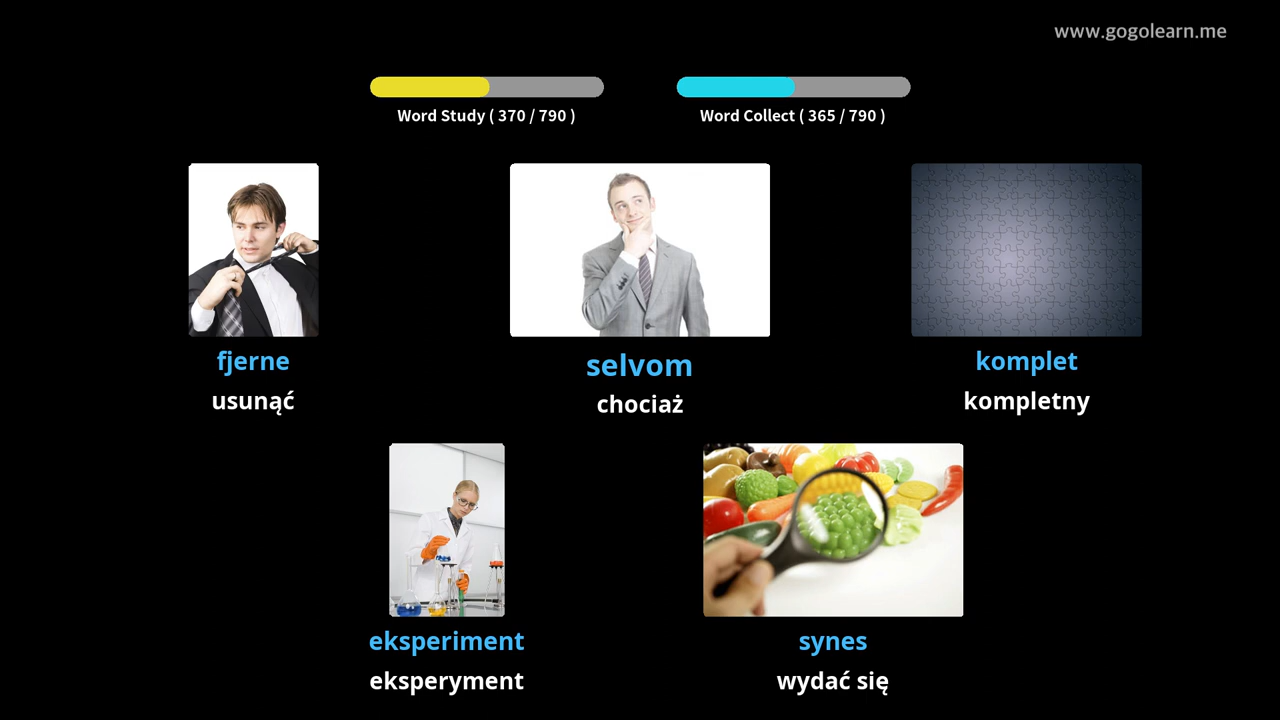 www.gogolearn.me
Word Study ( 370 / 790 )
Word Collect ( 365 / 790 )
fjerne
usunąć
selvom
chociaż
komplet
kompletny
eksperiment
eksperyment
synes
wydać się